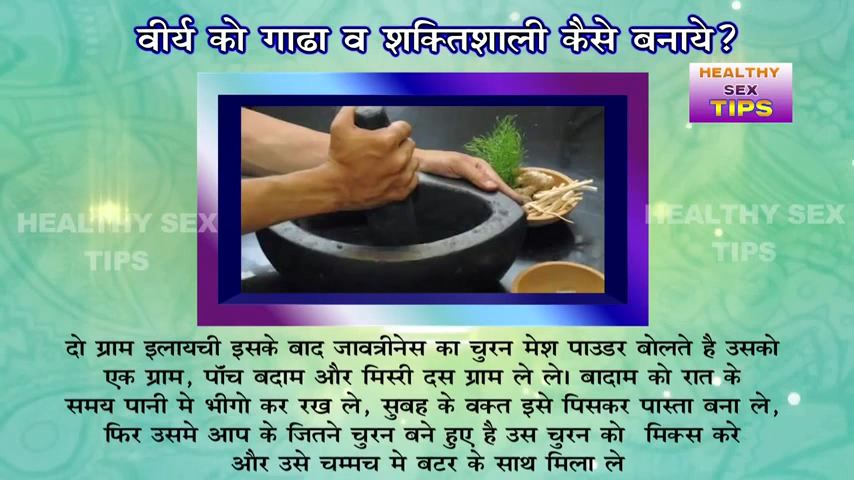 वीर्य को गाढा व शक्तिशाली कैसे बनाये?
HEALTHY
SEX
TIPS
HEALTHY SEX
TIPS
HEALTHY SEX
TIPS
दो ग्राम इलायची इसके बाद जावत्रीनेस का चुरन मेश पाउडर बोलते है उसको
एक ग्राम, पॉच बदाम और मिस्री दस ग्राम ले ले। बादाम को रात के
समय पानी मे भीगो कर रख ले, सुबह के वक्त इसे पिसकर पास्ता बना ले,
फिर उसमे आप के जितने चुरन बने हुए है उस चुरन को मिक्स करे
और उसे चम्मच मे बटर के साथ मिला ले